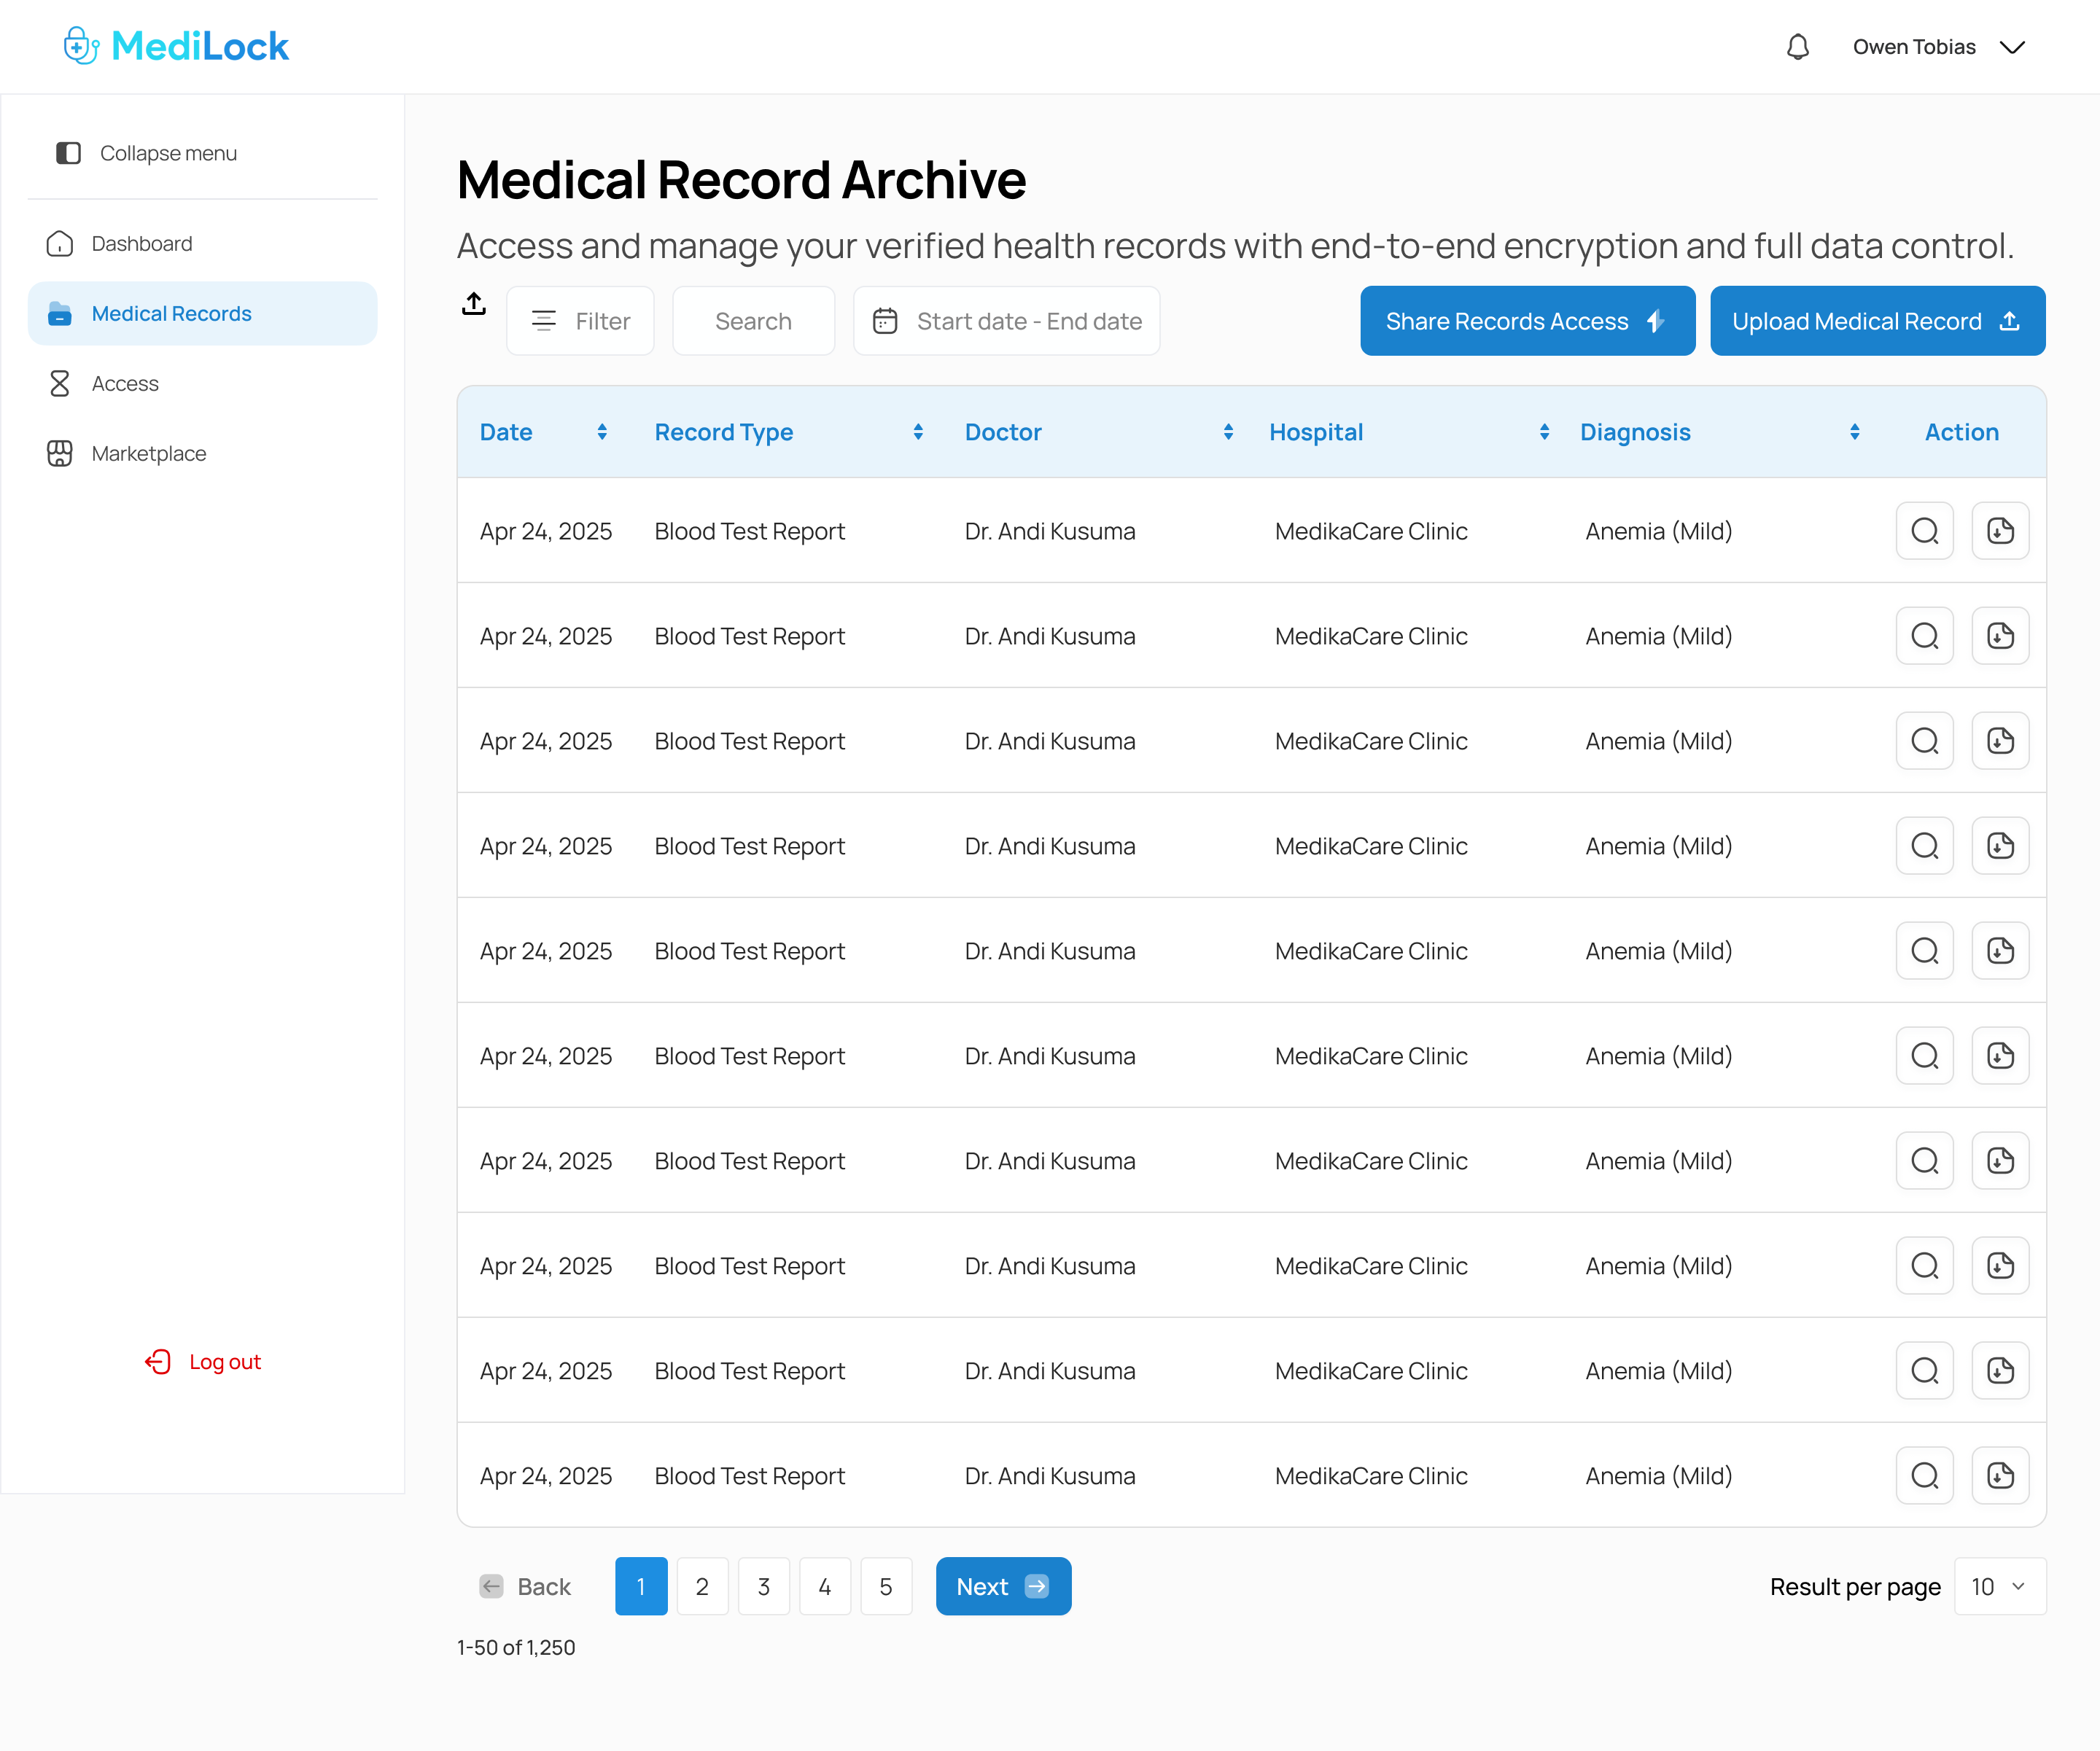 MediLock
Owen Tobias
Collapse menu
Dashboard
Medical Records
Access
Marketplace
Log out
Medical Record Archive
Access and manage your verified health records with end-to-end encryption and full data control.
Filter Search Start date - End date Share Records Access Upload Medical Record
Date Record Type Doctor Hospital Diagnosis Action
Apr 24, 2025 Blood Test Report Dr. Andi Kusuma MedikaCare Clinic Anemia (Mild)
Apr 24, 2025 Blood Test Report Dr. Andi Kusuma MedikaCare Clinic Anemia (Mild)
Apr 24, 2025 Blood Test Report Dr. Andi Kusuma MedikaCare Clinic Anemia (Mild)
Apr 24, 2025 Blood Test Report Dr. Andi Kusuma MedikaCare Clinic Anemia (Mild)
Apr 24, 2025 Blood Test Report Dr. Andi Kusuma MedikaCare Clinic Anemia (Mild)
Apr 24, 2025 Blood Test Report Dr. Andi Kusuma MedikaCare Clinic Anemia (Mild)
Apr 24, 2025 Blood Test Report Dr. Andi Kusuma MedikaCare Clinic Anemia (Mild)
Apr 24, 2025 Blood Test Report Dr. Andi Kusuma MedikaCare Clinic Anemia (Mild)
Apr 24, 2025 Blood Test Report Dr. Andi Kusuma MedikaCare Clinic Anemia (Mild)
Apr 24, 2025 Blood Test Report Dr. Andi Kusuma MedikaCare Clinic Anemia (Mild)
Back 1 2 3 4 5 Next Result per page 10
1-50 of 1,250